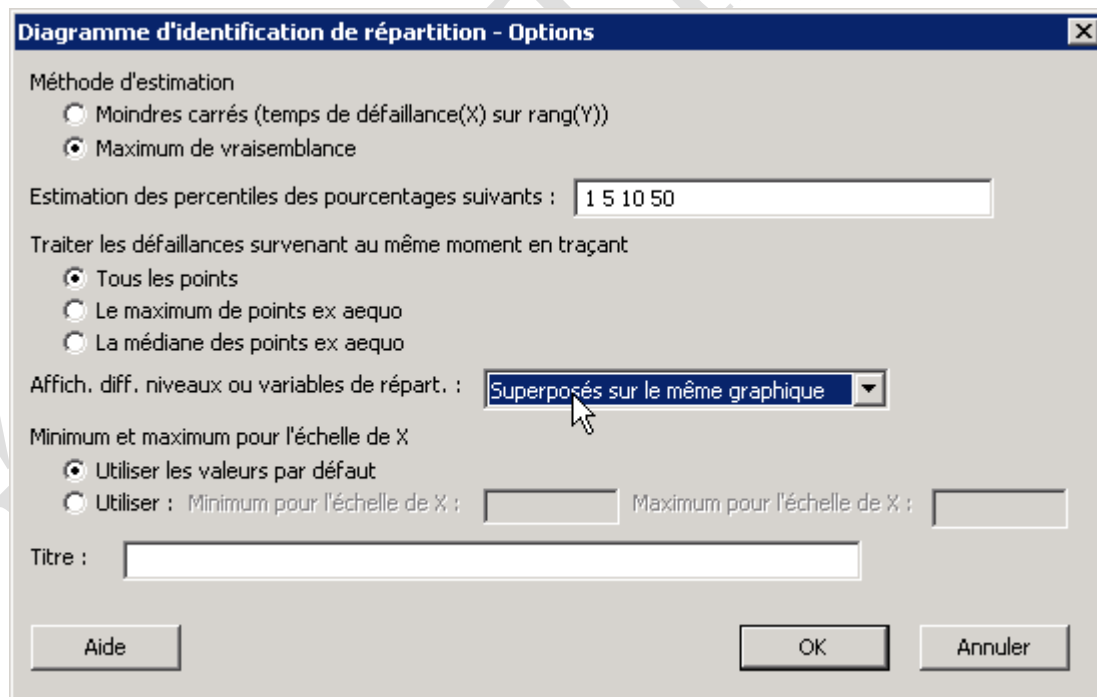 Diagramme d'identification de répartition - Options
Méthode d'estimation
Moindres carrés (temps de défaillance(X) sur rang(Y))
Maximum de vraisemblance
Estimation des percentiles des pourcentages suivants : 1 5 10 50
Traiter les défaillances survenant au même moment en traçant
Tous les points
Le maximum de points ex aequo
La médiane des points ex aequo
Affich. diff. niveaux ou variables de répart. : Superposés sur le même graphique
Minimum et maximum pour l'échelle de X
Utiliser les valeurs par défaut
Utiliser : Minimum pour l'échelle de X : Maximum pour l'échelle de X :
Titre :
Aide OK Annuler